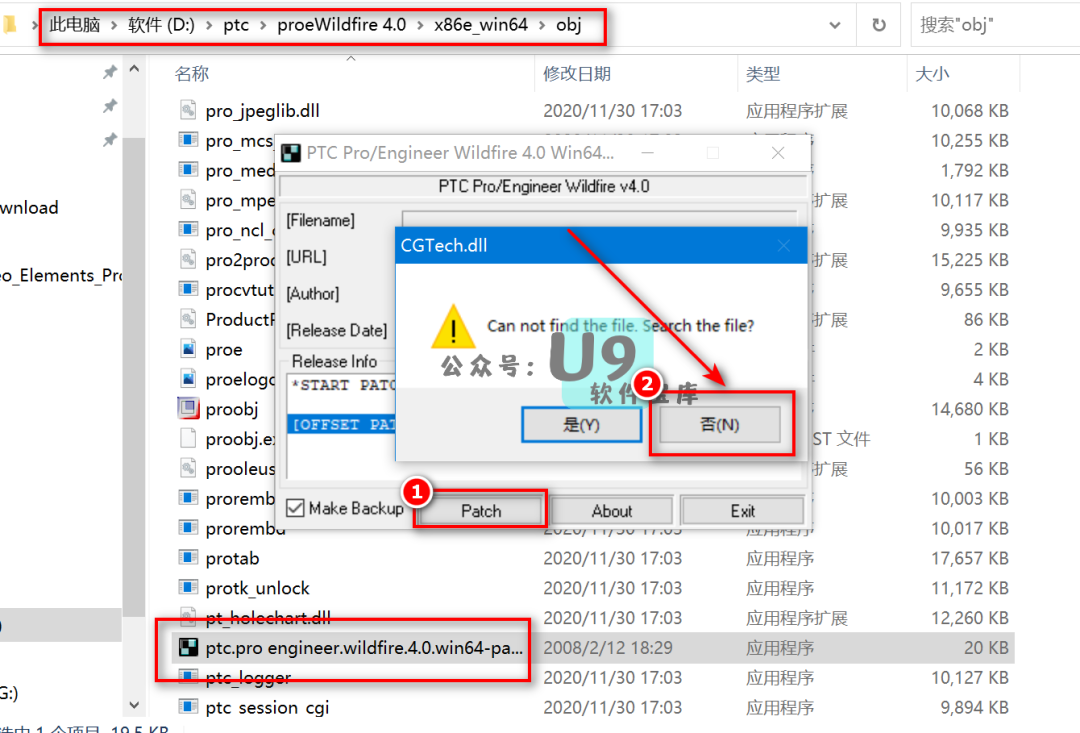 此电脑 › 软件 (D:) › ptc › proeWildfire 4.0 › x86e_win64 › obj
搜索"obj"
名称 修改日期 类型 大小
pro_jpeglib.dll 2020/11/30 17:03 应用程序扩展 10,068 KB
pro_mcs 10,255 KB
pro_med 1,792 KB
pro_mpe 扩展 10,117 KB
pro_ncl_ 9,935 KB
pro2proc 扩展 15,225 KB
procvtut 9,655 KB
ProductF 扩展 86 KB
proe 2 KB
proelogo 4 KB
proobj 14,680 KB
proobj.e ST 文件 1 KB
prooleus 扩展 56 KB
proremb 10,003 KB
prorembd 2020/11/30 17:03 应用程序 10,017 KB
protab 2020/11/30 17:03 应用程序 17,657 KB
protk_unlock 2020/11/30 17:03 应用程序 11,172 KB
pt_holechart.dll 2020/11/30 17:03 应用程序扩展 12,260 KB
ptc.pro engineer.wildfire.4.0.win64-pa... 2008/2/12 18:29 应用程序 20 KB
ptc_logger 2020/11/30 17:03 应用程序 10,127 KB
ptc_session_cgi 2020/11/30 17:03 应用程序 9,894 KB
wnload
eo_Elements_Pro
G:)
选中 1 个项目 19.5 KB
PTC Pro/Engineer Wildfire 4.0 Win64...
PTC Pro/Engineer Wildfire v4.0
[Filename]
[URL]
[Author]
[Release Date]
Release Info
*START PATC
[OFFSET PAT
Make Backup
1
Patch
About
Exit
CGTech.dll
Can not find the file. Search the file?
公众号:
U9
软件宝库
2
是(Y)
否(N)